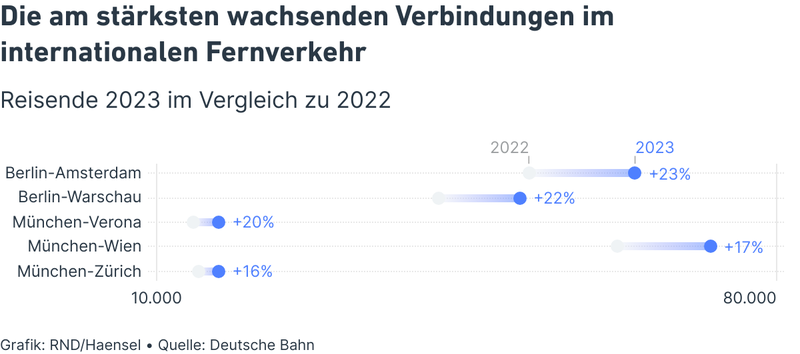 Die am stärksten wachsenden Verbindungen im
internationalen Fernverkehr
Reisende 2023 im Vergleich zu 2022
2022 2023
Berlin-Amsterdam +23%
Berlin-Warschau +22%
München-Verona +20%
München-Wien +17%
München-Zürich +16%
10.000 80.000
Grafik: RND/Haensel • Quelle: Deutsche Bahn